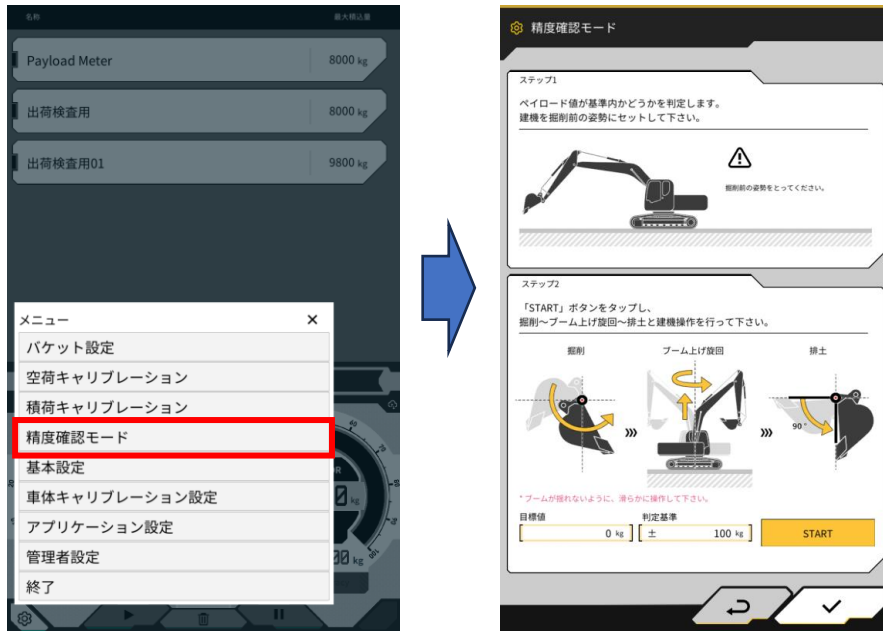 名称 最大積込量
Payload Meter 8000 kg
出荷検査用 8000 kg
出荷検査用01 9800 kg
メニュー ×
バケット設定
空荷キャリブレーション
積荷キャリブレーション
精度確認モード
基本設定
車体キャリブレーション設定
アプリケーション設定
管理者設定
終了
精度確認モード
ステップ1
ペイロード値が基準内かどうかを判定します。
建機を掘削前の姿勢にセットして下さい。
掘削前の姿勢をとってください。
ステップ2
「START」ボタンをタップし、
掘削～ブーム上げ旋回～排土と建機操作を行って下さい。
掘削 ブーム上げ旋回 排土
90°
*ブームが揺れないように、滑らかに操作して下さい。
目標値 判定基準
0 kg ± 100 kg START